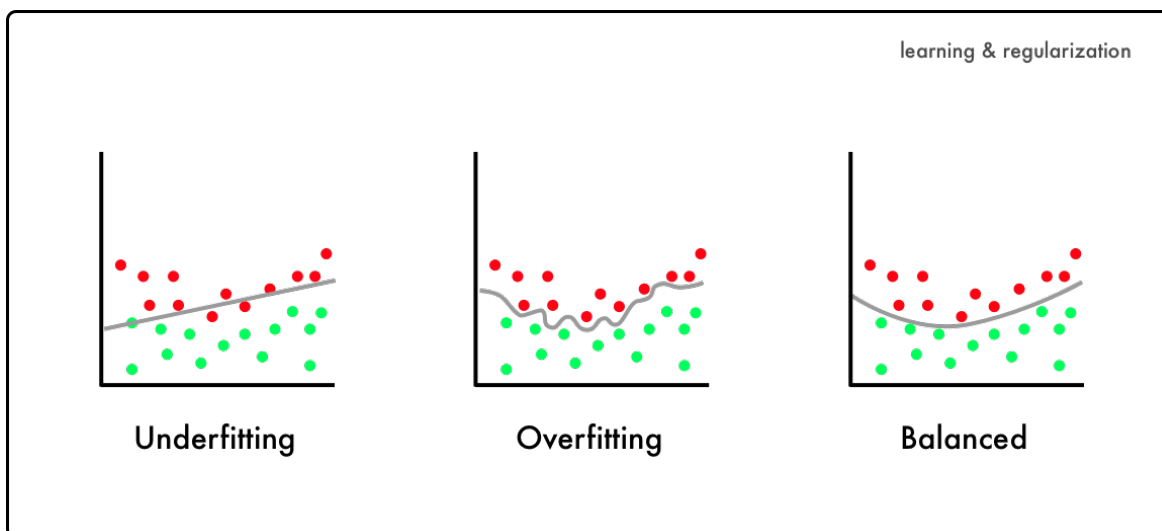 learning & regularization
Underfitting
Overfitting
Balanced